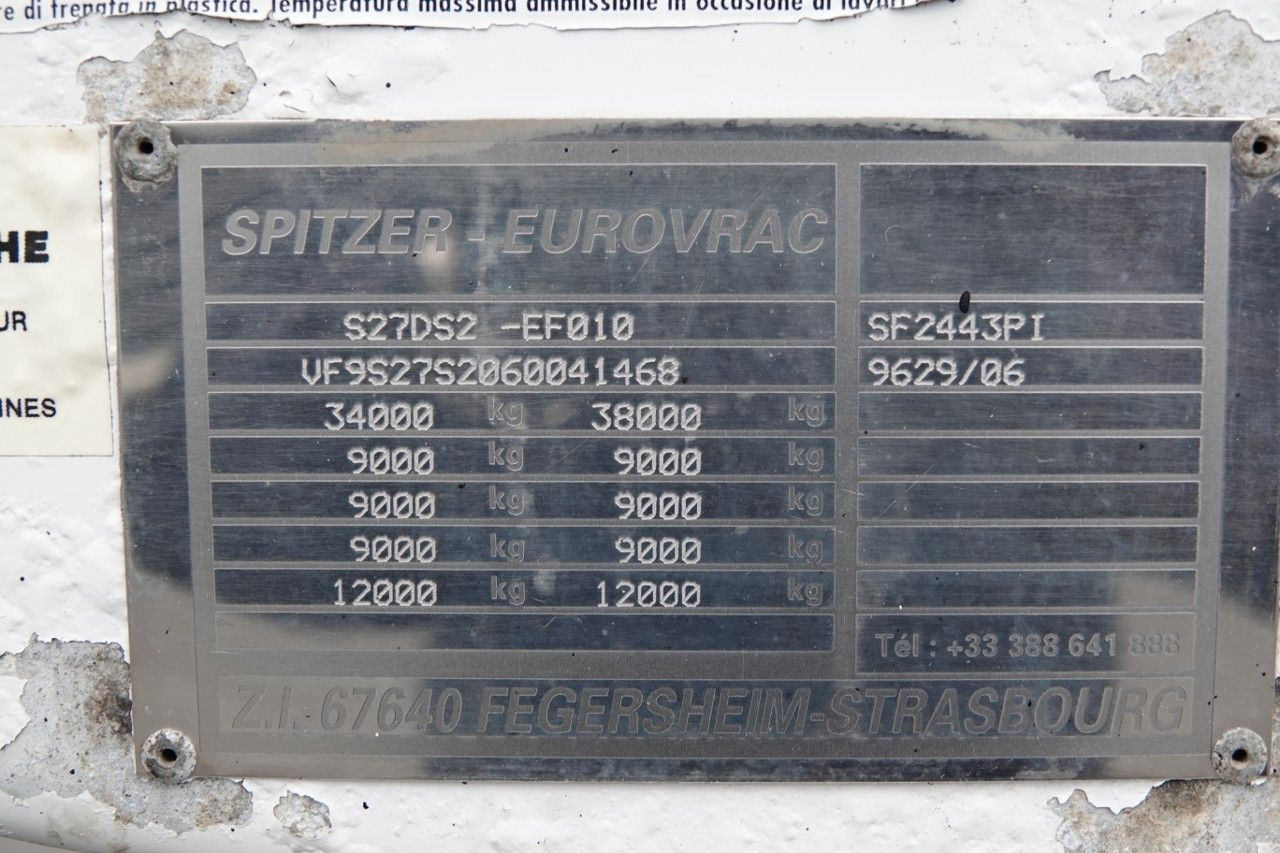 re di trenata in plastica. Temperatura massima ammissibile in occasione di lavori
HE
UR
INES
SPITZER - EUROVRAC
S27DS2 -EF010 SF2443PI
VF9S27S2060041468 9629/06
34000 kg 38000 kg
9000 kg 9000 kg
9000 kg 9000 kg
9000 kg 9000 kg
12000 kg 12000 kg
Tél : +33 388 641 888
Z.I. 67640 FEGERSHEIM-STRASBOURG